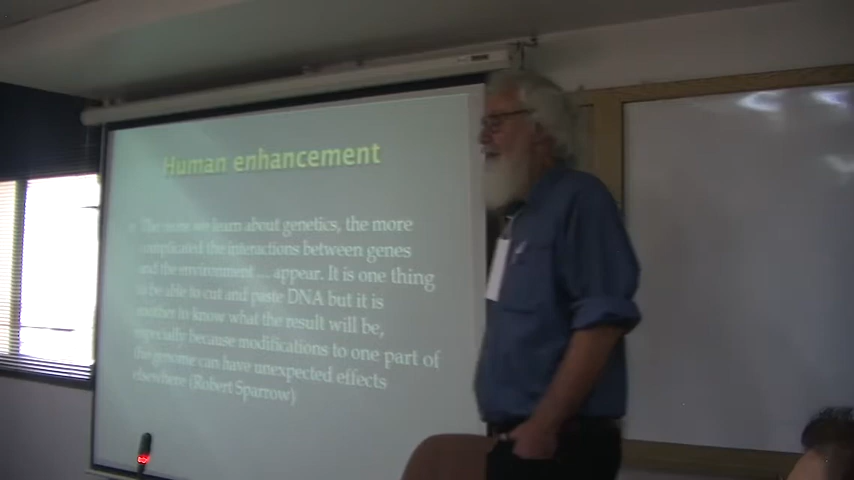 Human enhancement
The more we learn about genetics, the more
complicated the interactions between genes
and the environment … appear. It is one thing
to be able to cut and paste DNA but it is
another to know what the result will be,
especially because modifications to one part of
the genome can have unexpected effects
elsewhere (Robert Sparrow)